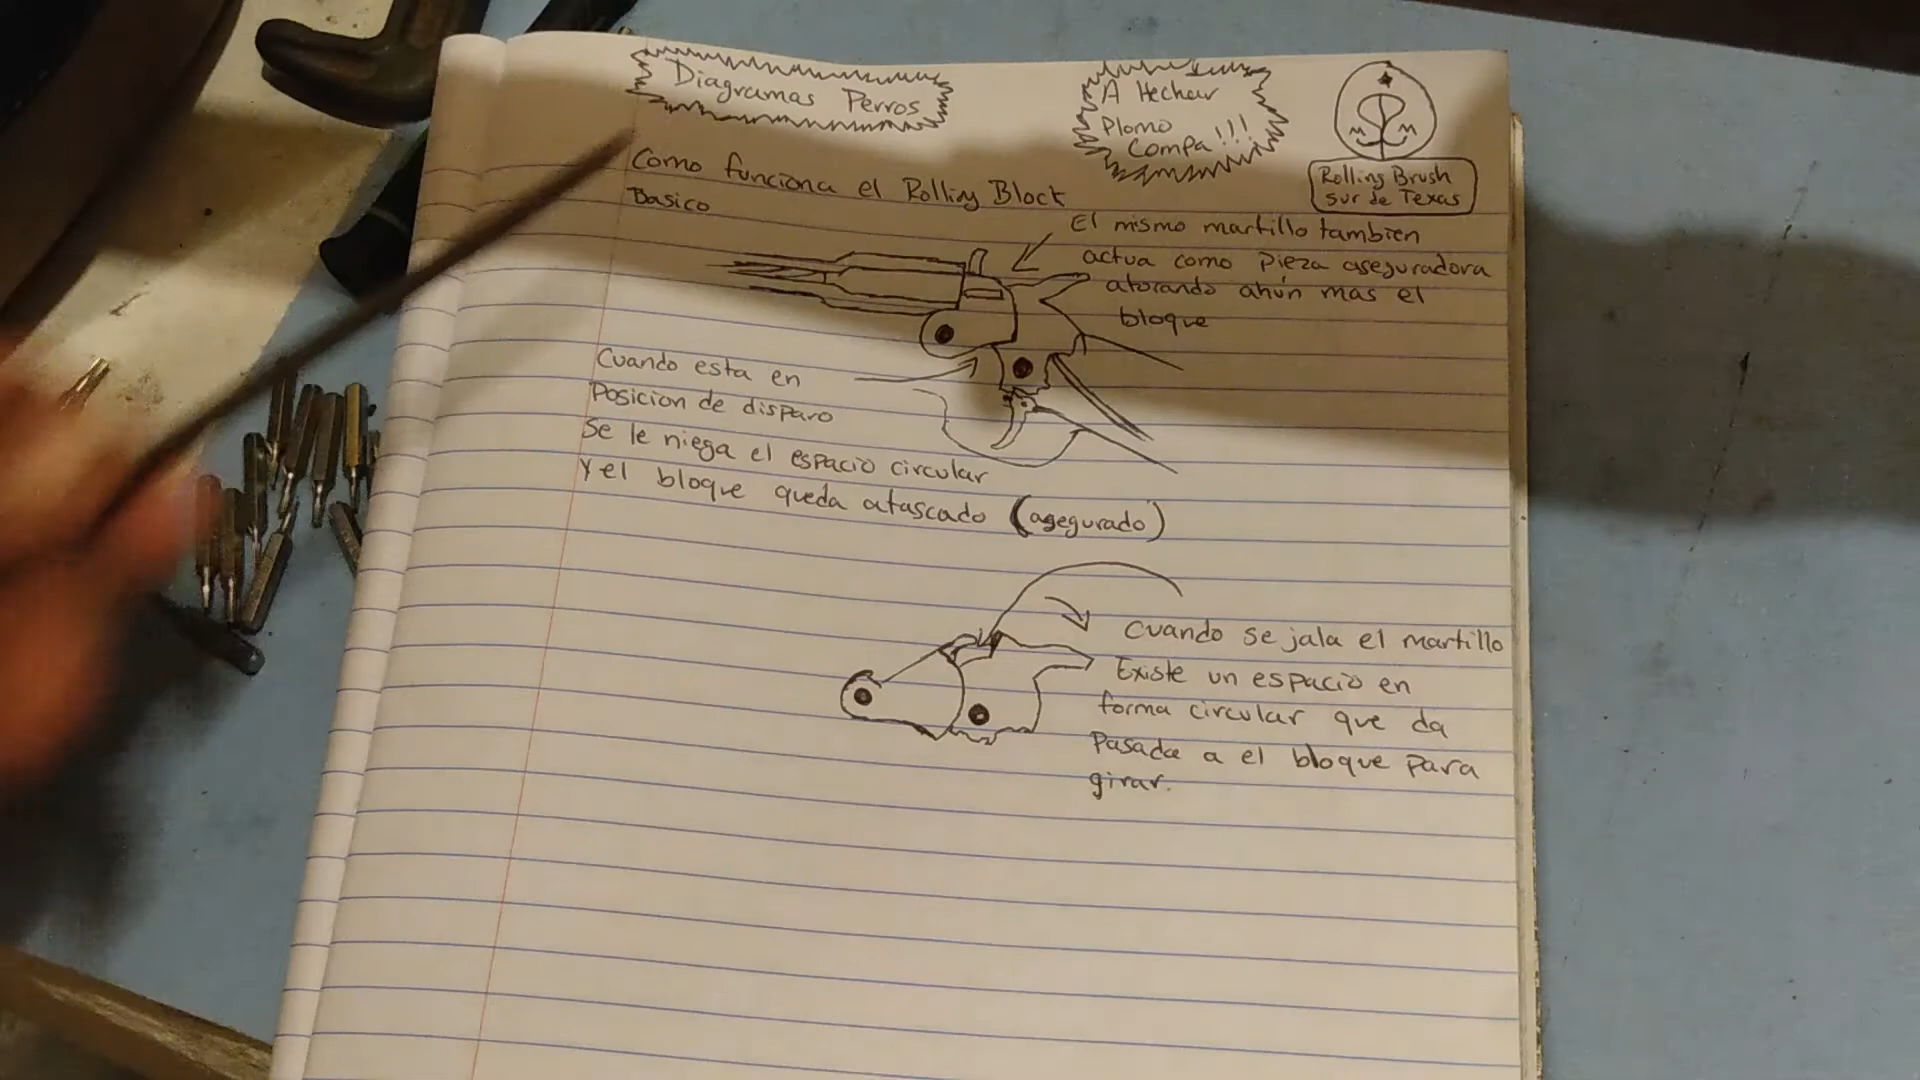 Diagramas Perros
A Hechar
Plomo
Compa!!!
M M
Rolling Brush
sur de Texas
Como funciona el Rolling Block
Basico
El mismo martillo tambien
actua como pieza aseguradora
atorando ahún mas el
bloque
Cuando esta en
Posicion de disparo
Se le niega el espacio circular
y el bloque queda atascado (asegurado)
Cuando se jala el martillo
Existe un espacio en
forma circular que da
Pasada a el bloque para
girar.